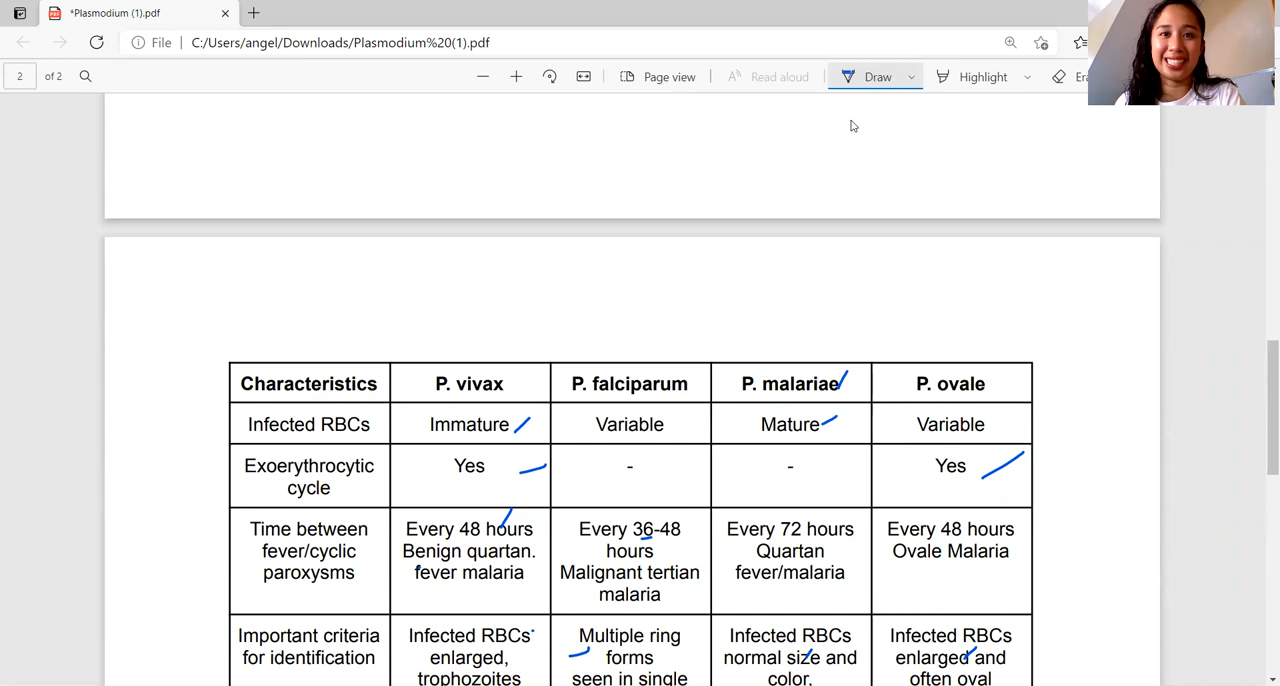 *Plasmodium (1).pdf
File | C:/Users/angel/Downloads/Plasmodium%20(1).pdf
2 of 2 Page view Read aloud Draw Highlight
Characteristics P. vivax P. falciparum P. malariae P. ovale
Infected RBCs Immature Variable Mature Variable
Exoerythrocytic Yes - - Yes
cycle
Time between Every 48 hours Every 36-48 Every 72 hours Every 48 hours
fever/cyclic Benign quartan. hours Quartan Ovale Malaria
paroxysms fever malaria Malignant tertian fever/malaria
malaria
Important criteria Infected RBCs Multiple ring Infected RBCs Infected RBCs
for identification enlarged, forms normal size and enlarged and
trophozoites seen in single color. often oval